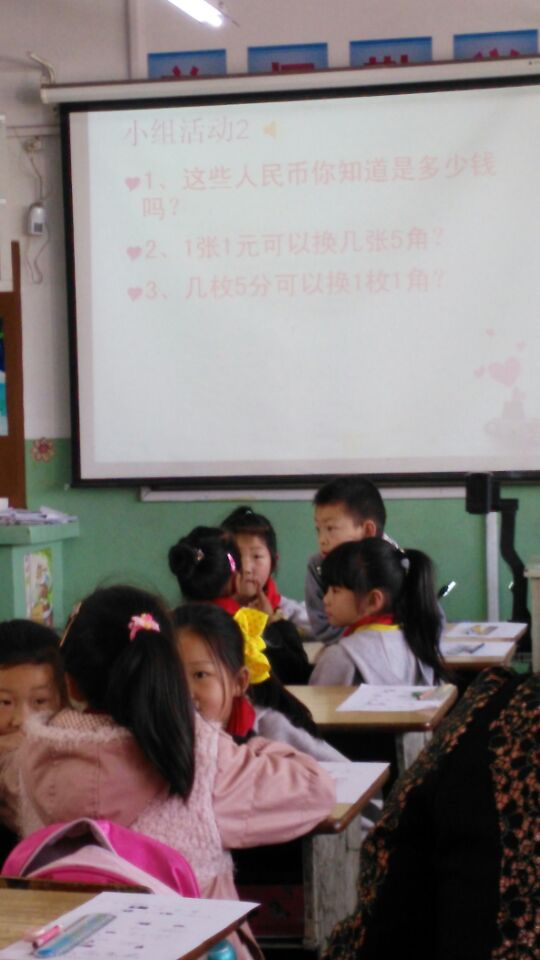 小组活动2
1、这些人民币你知道是多少钱
吗？
2、1张1元可以换几张5角？
3、几枚5分可以换1枚1角？